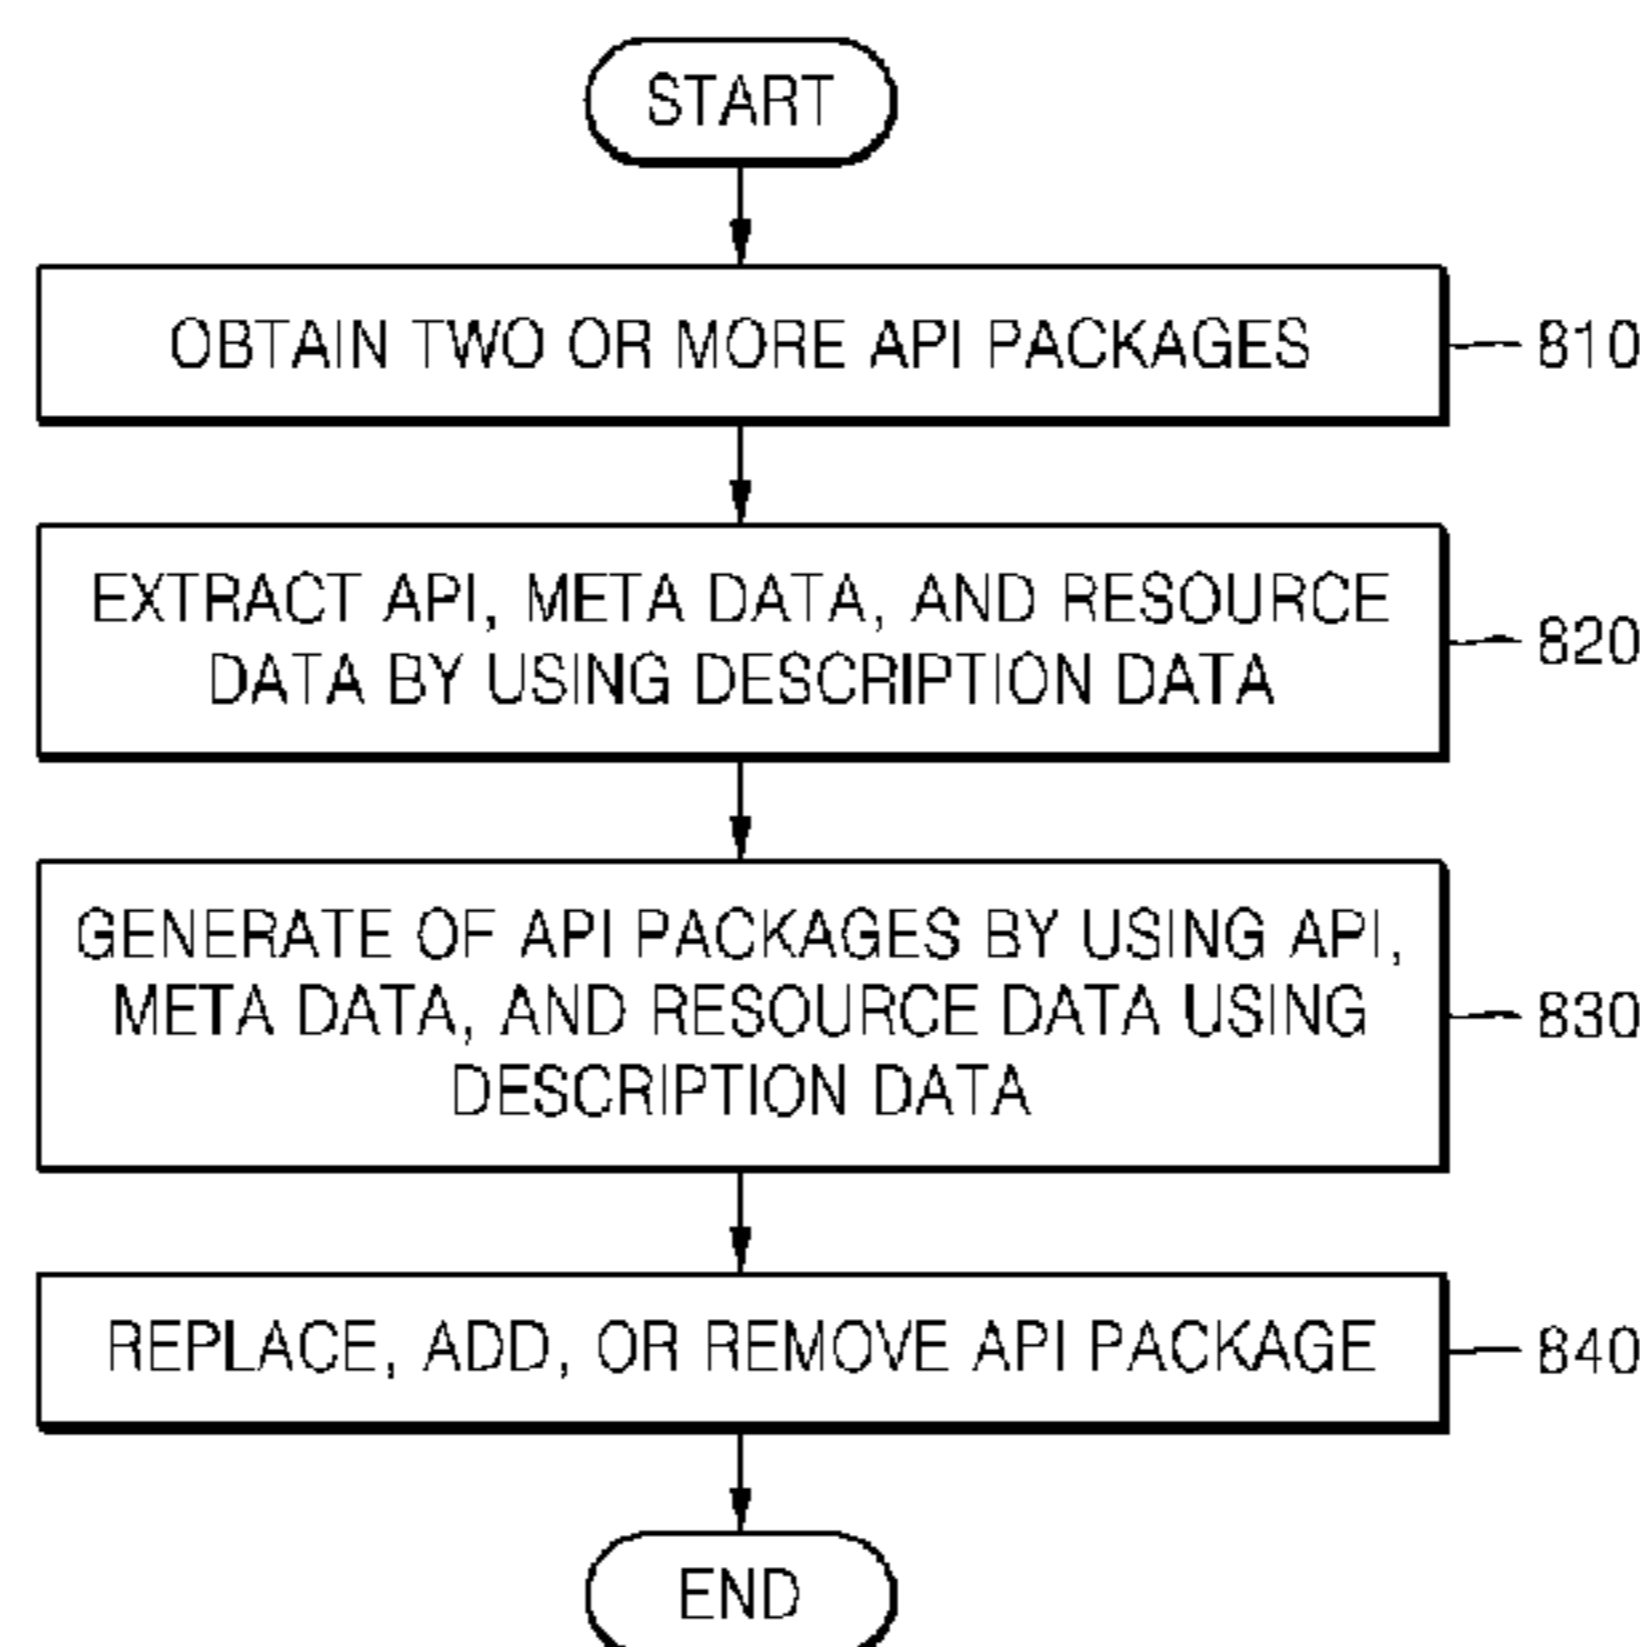 START
OBTAIN TWO OR MORE API PACKAGES
810
EXTRACT API, META DATA, AND RESOURCE
DATA BY USING DESCRIPTION DATA
820
GENERATE OF API PACKAGES BY USING API,
META DATA, AND RESOURCE DATA USING
DESCRIPTION DATA
830
REPLACE, ADD, OR REMOVE API PACKAGE
840
END